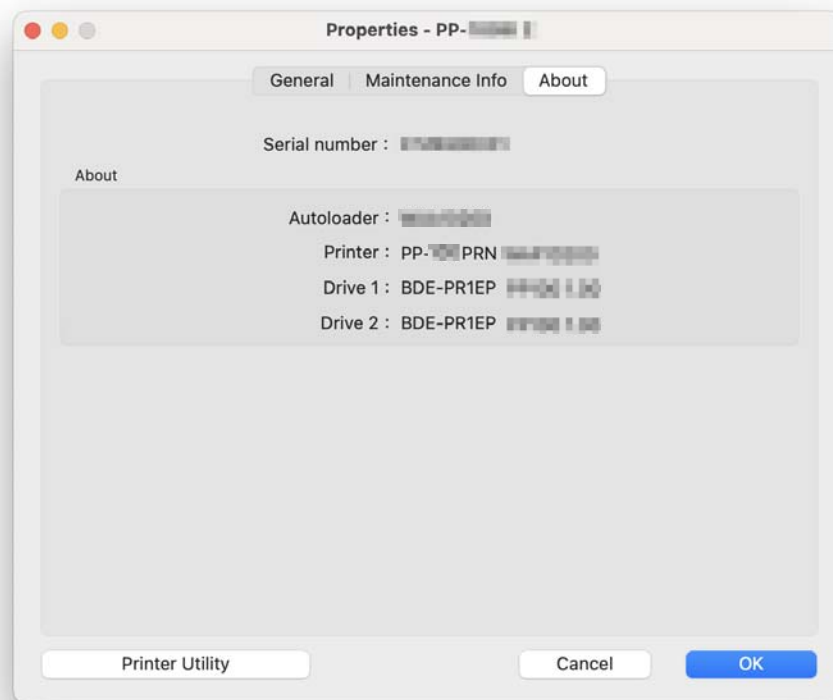 Properties - PP-
General Maintenance Info About
Serial number :
About
Autoloader :
Printer : PP- PRN
Drive 1 : BDE-PR1EP
Drive 2 : BDE-PR1EP
Printer Utility Cancel OK